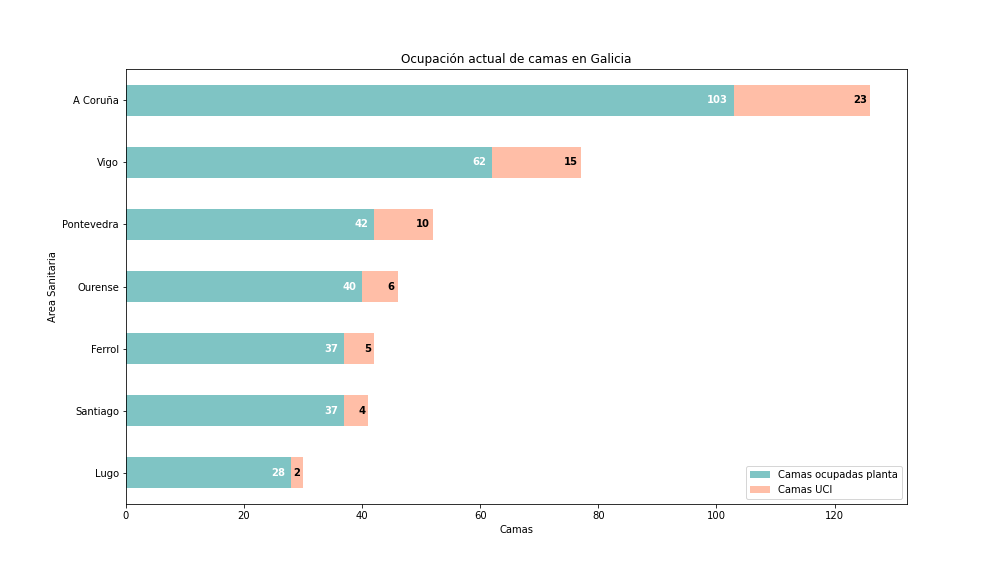 Ocupación actual de camas en Galicia
A Coruña
103
23
Vigo
62
15
Pontevedra
42
10
Ourense
40
6
Ferrol
37
5
Santiago
37
4
Lugo
28
2
Area Sanitaria
0 20 40 60 80 100 120
Camas
Camas ocupadas planta
Camas UCI